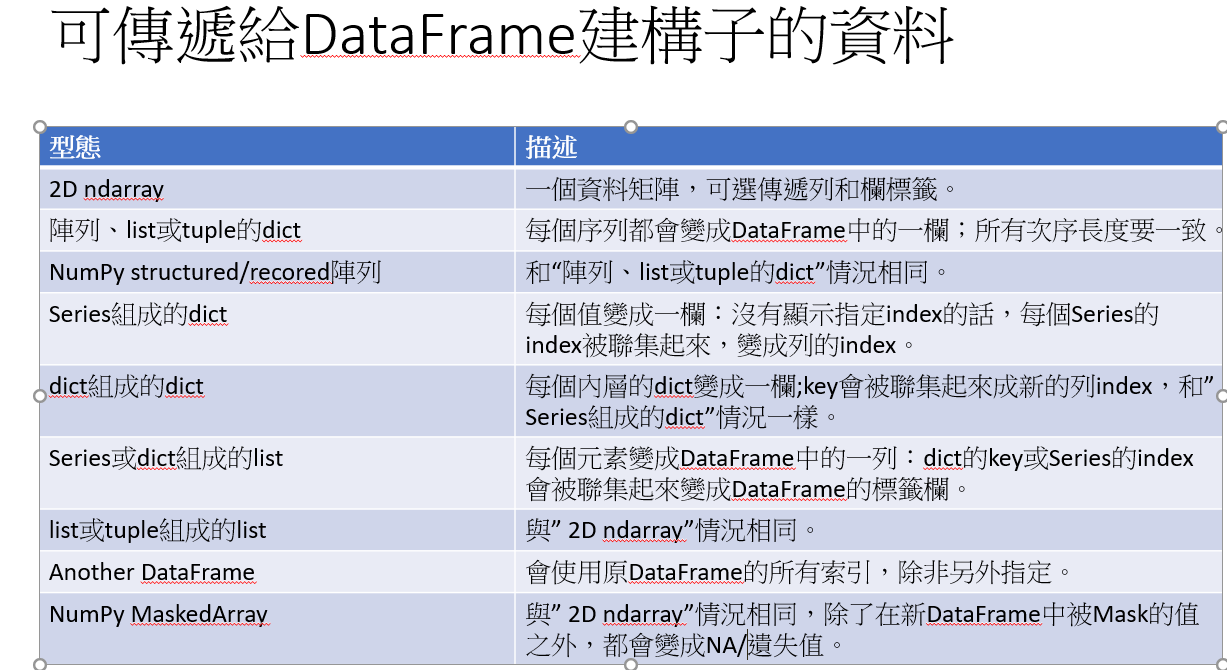 可傳遞給DataFrame建構子的資料
型態
描述
2D ndarray
一個資料矩陣，可選傳遞列和欄標籤。
陣列、list或tuple的dict
每個序列都會變成DataFrame中的一欄；所有次序長度要一致。
NumPy structured/recored陣列
和“陣列、list或tuple的dict”情況相同。
Series組成的dict
每個值變成一欄：沒有顯示指定index的話，每個Series的
index被聯集起來，變成列的index。
dict組成的dict
每個內層的dict變成一欄;key會被聯集起來成新的列index，和”
Series組成的dict”情況一樣。
Series或dict組成的list
每個元素變成DataFrame中的一列：dict的key或Series的index
會被聯集起來變成DataFrame的標籤欄。
list或tuple組成的list
與” 2D ndarray”情況相同。
Another DataFrame
會使用原DataFrame的所有索引，除非另外指定。
NumPy MaskedArray
與” 2D ndarray”情況相同，除了在新DataFrame中被Mask的值
之外，都會變成NA/遺失值。